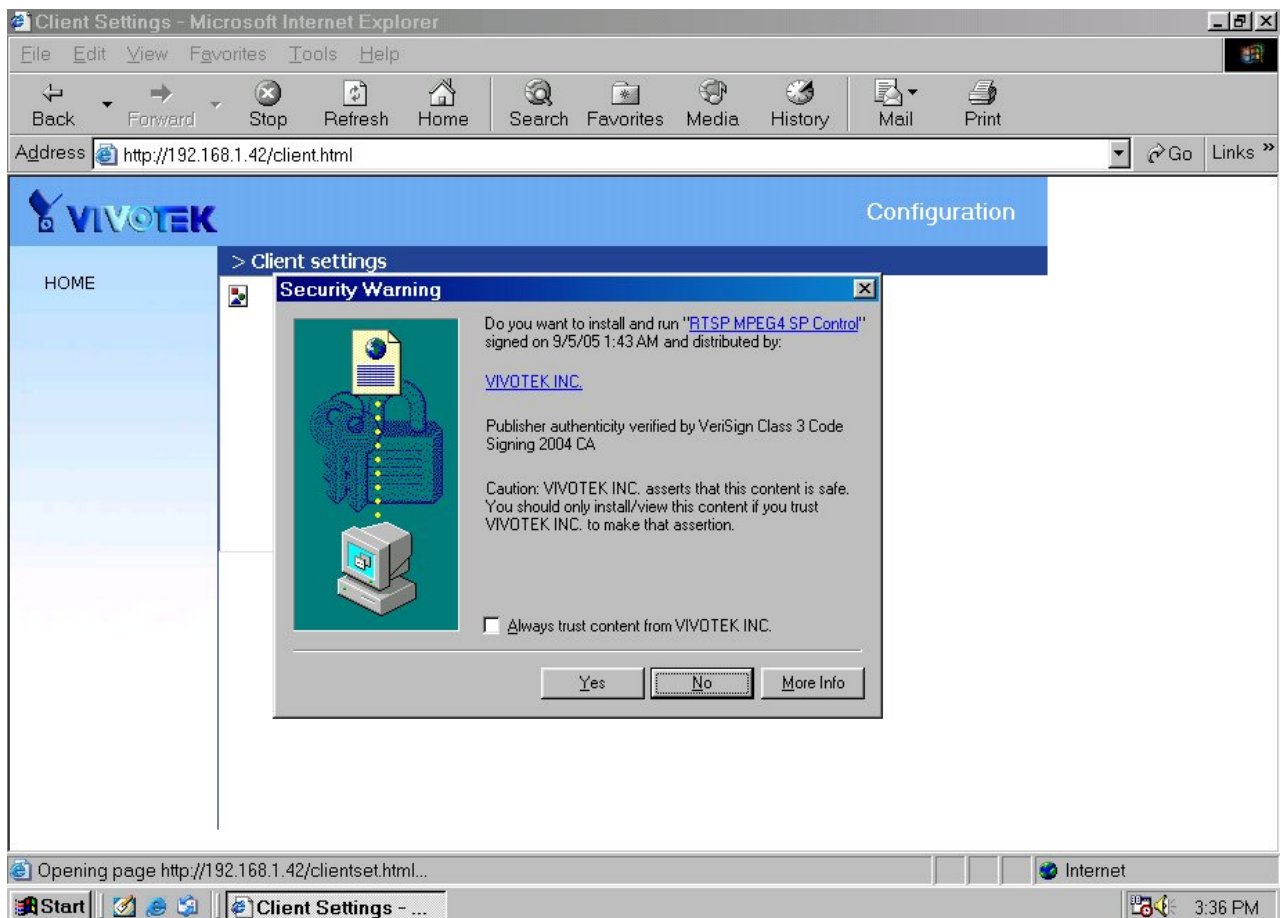 Client Settings - Microsoft Internet Explorer
File Edit View Favorites Tools Help
Back Forward Stop Refresh Home Search Favorites Media History Mail Print
Address http://192.168.1.42/client.html Go Links »
VIVOTEK
Configuration
> Client settings
HOME
Security Warning
Do you want to install and run "RTSP MPEG4 SP Control"
signed on 9/5/05 1:43 AM and distributed by:
VIVOTEK INC.
Publisher authenticity verified by VeriSign Class 3 Code
Signing 2004 CA
Caution: VIVOTEK INC. asserts that this content is safe.
You should only install/view this content if you trust
VIVOTEK INC. to make that assertion.
Always trust content from VIVOTEK INC.
Yes No More Info
Opening page http://192.168.1.42/clientset.html... Internet
Start Client Settings - ... 3:36 PM